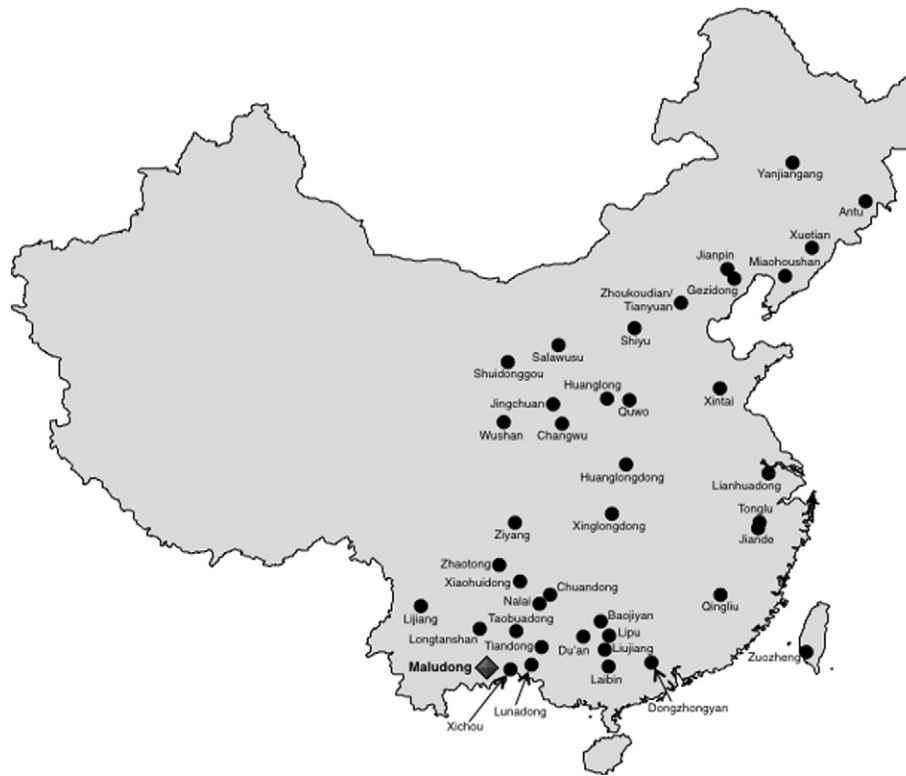 Yanjiangang
Antu
Xuetian
Jianpin
Miaohoushan
Gezidong
Zhoukoudian/
Tianyuan
Shiyu
Salawusu
Shuidonggou
Huanglong
Xintai
Jingchuan
Quwo
Wushan
Changwu
Huanglongdong
Lianhuadong
Tonglu
Xinglongdong
Ziyang
Jiande
Zhaotong
Xiaohuidong
Chuandong
Nalai
Qingliu
Lijiang
Taobuadong
Baojiyan
Longtanshan
Lipu
Tiandong
Du'an
Liujiang
Zuozheng
Maludong
Laibin
Lunadong
Dongzhongyan
Xichou